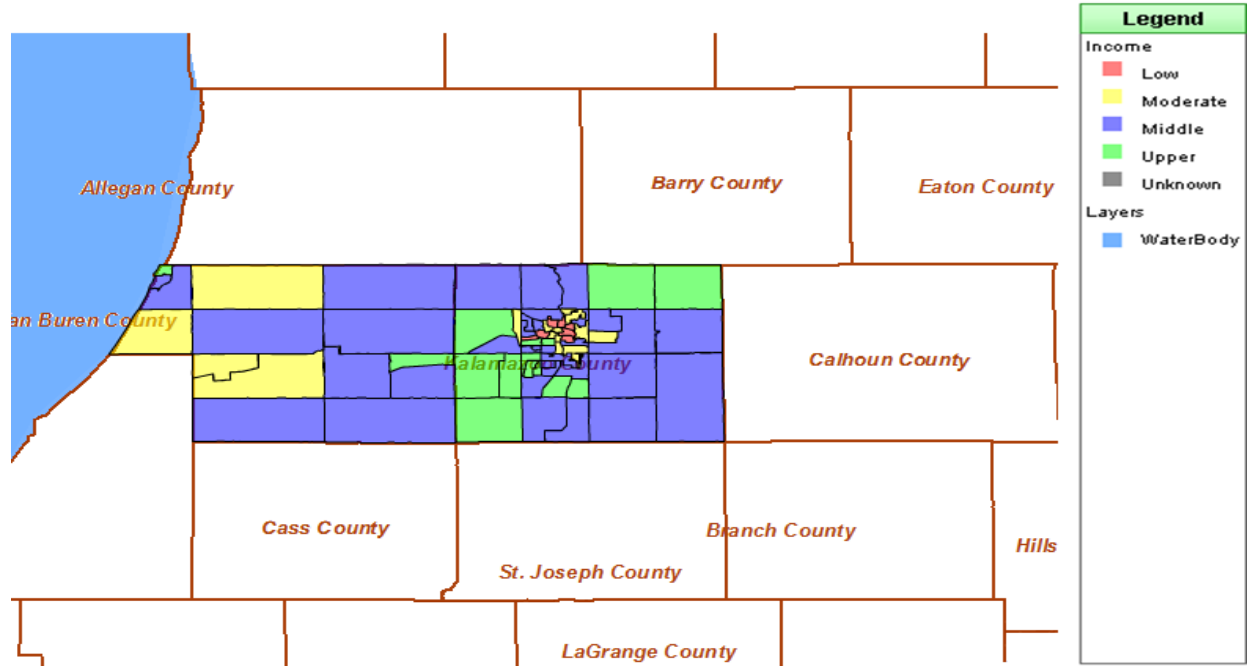 Legend
Income
Low
Moderate
Middle
Upper
Unknown
Layers
WaterBody
Allegan County
Barry County
Eaton County
an Buren County
County
Calhoun County
Cass County
Branch County
Hills
St. Joseph County
LaGrange County